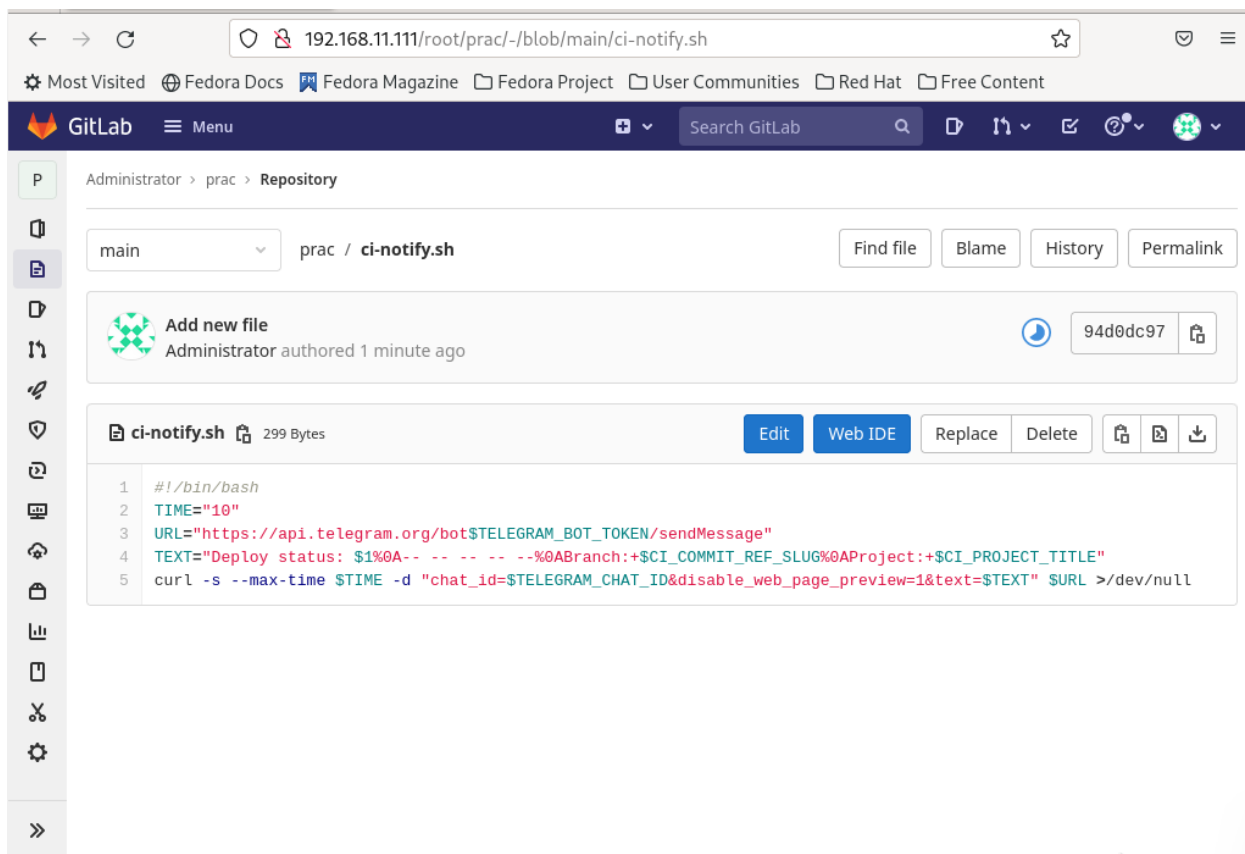 192.168.11.111/root/prac/-/blob/main/ci-notify.sh
Most Visited Fedora Docs Fedora Magazine Fedora Project User Communities Red Hat Free Content
GitLab Menu Search GitLab
P Administrator > prac > Repository
main prac / ci-notify.sh Find file Blame History Permalink
Add new file
Administrator authored 1 minute ago 94d0dc97
ci-notify.sh 299 Bytes Edit Web IDE Replace Delete
1 #!/bin/bash
2 TIME="10"
3 URL="https://api.telegram.org/bot$TELEGRAM_BOT_TOKEN/sendMessage"
4 TEXT="Deploy status: $1%0A-- -- -- -- --%0ABranch:+$CI_COMMIT_REF_SLUG%0AProject:+$CI_PROJECT_TITLE"
5 curl -s --max-time $TIME -d "chat_id=$TELEGRAM_CHAT_ID&disable_web_page_preview=1&text=$TEXT" $URL >/dev/null